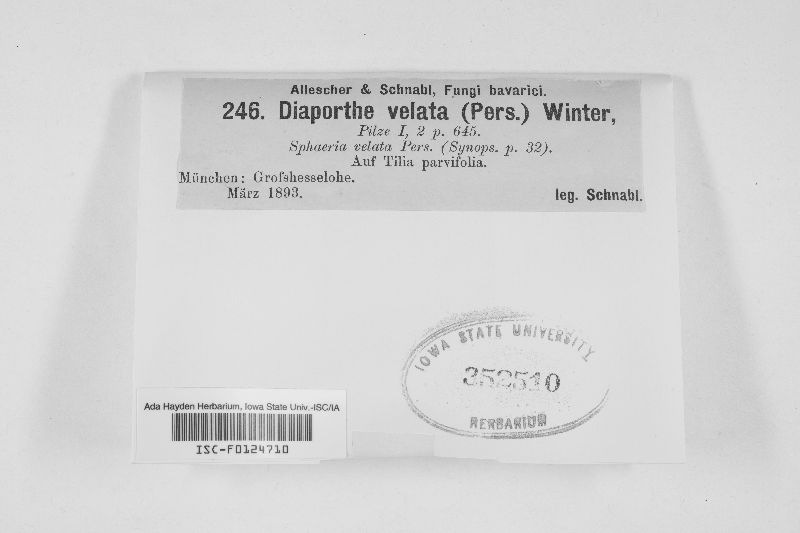 Allescher & Schnabl, Fungi bavarici.
246. Diaporthe velata (Pers.) Winter,
Pilze I, 2 p. 645.
Sphaeria velata Pers. (Synops. p. 32).
Auf Tilia parvifolia.
München: Grofshesselohe.
März 1893.
leg. Schnabl.
IOWA STATE UNIVERSITY
352510
HERBARIUM
Ada Hayden Herbarium, Iowa State Univ.-ISC/IA
ISC-F0124710